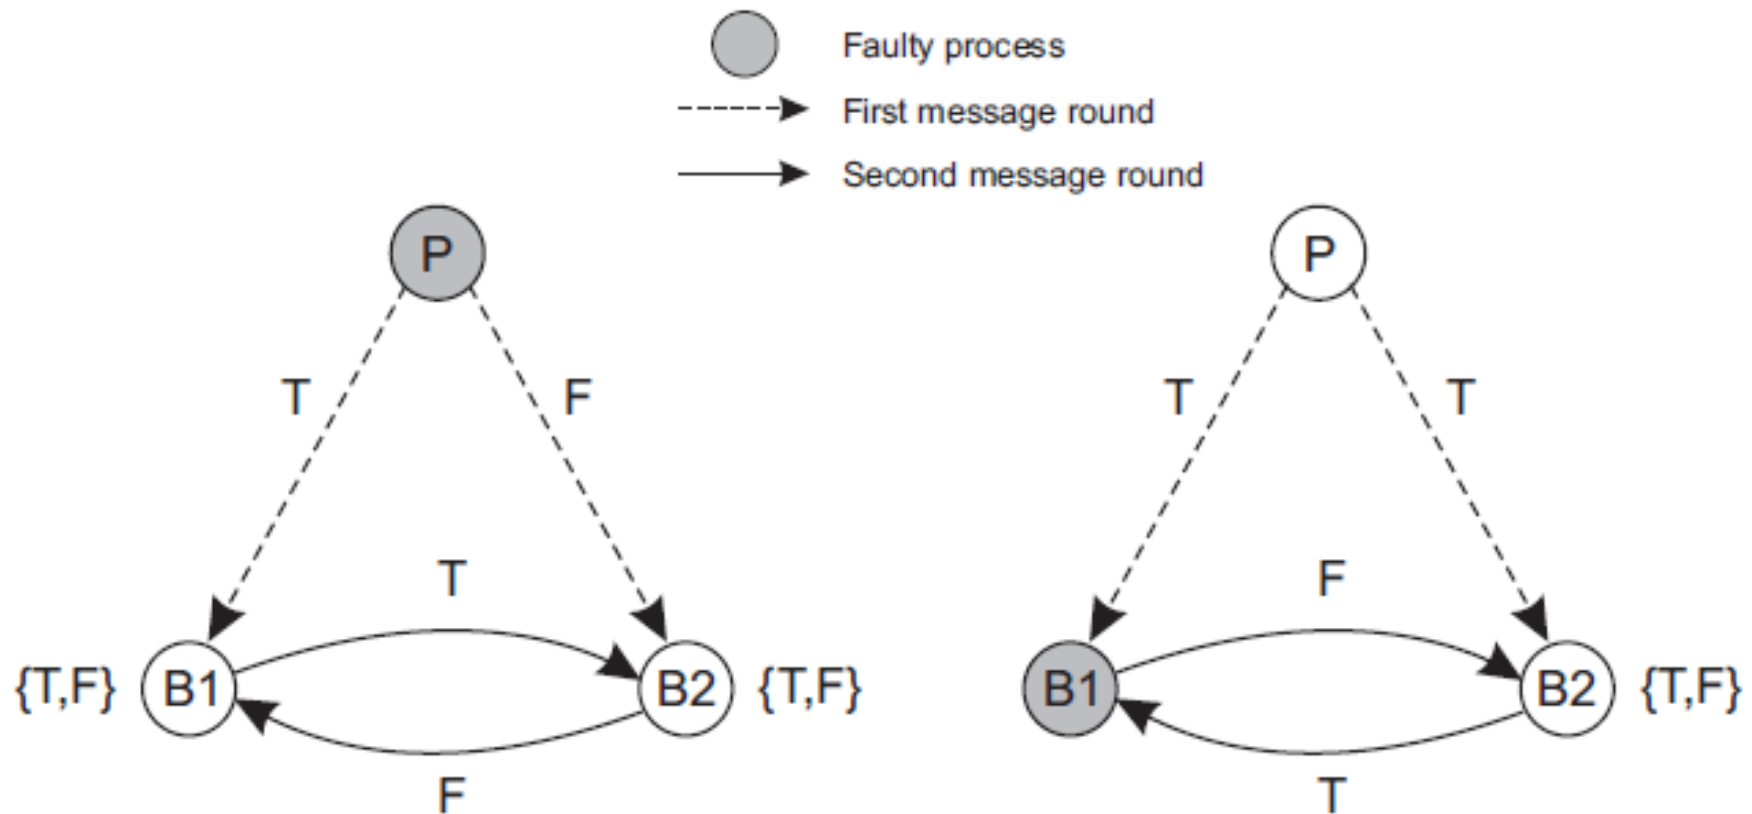 Faulty process
First message round
Second message round
P
P
T
F
T
T
T
F
{T,F}
B1
B2
{T,F}
B1
B2
{T,F}
F
T